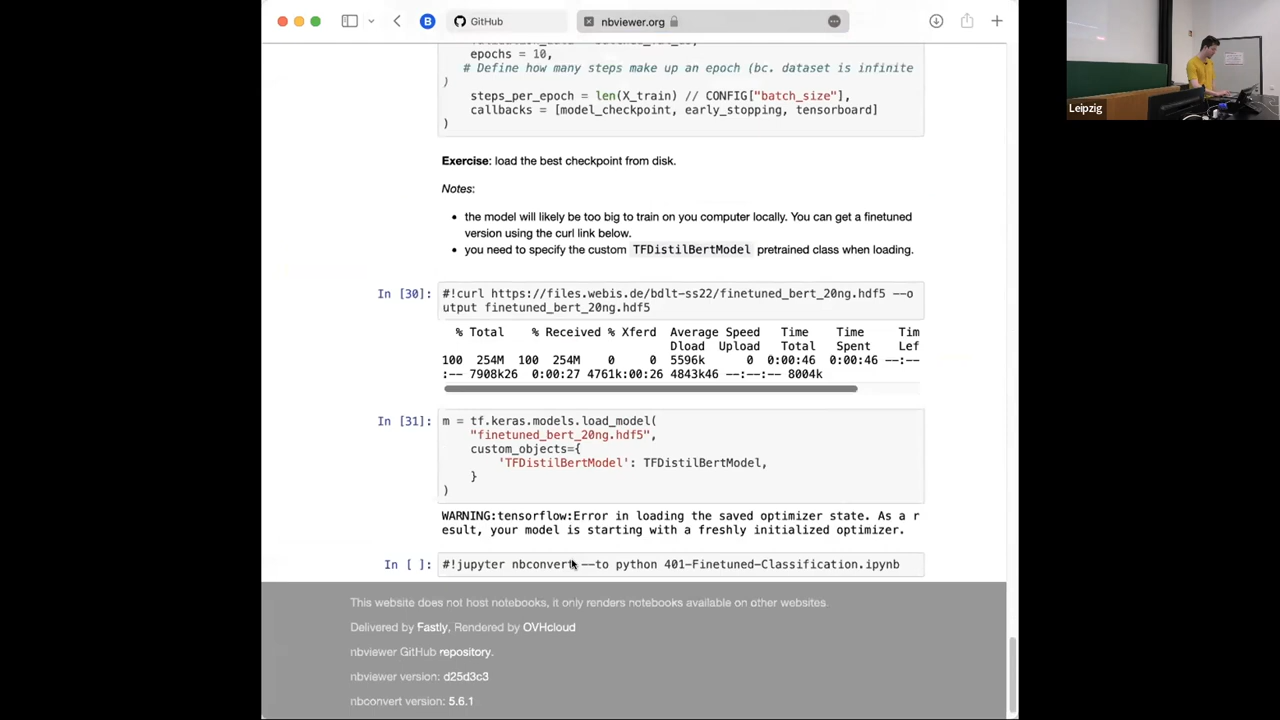 GitHub
nbviewer.org
epochs = 10,
# Define how many steps make up an epoch (bc. dataset is infinite
)
steps_per_epoch = len(X_train) // CONFIG["batch_size"],
callbacks = [model_checkpoint, early_stopping, tensorboard]
)
Exercise: load the best checkpoint from disk.
Notes:
• the model will likely be too big to train on you computer locally. You can get a finetuned
version using the curl link below.
• you need to specify the custom TFDistilBertModel pretrained class when loading.
In [30]: #!curl https://files.webis.de/bdlt-ss22/finetuned_bert_20ng.hdf5 --o
utput finetuned_bert_20ng.hdf5
% Total % Received % Xferd Average Speed Time Time Tim
Dload Upload Total Spent Lef
100 254M 100 254M 0 0 5596k 0 0:00:46 0:00:46 --:--
:-- 7908k26 0:00:27 4761k:00:26 4843k46 --:--:-- 8004k
In [31]: m = tf.keras.models.load_model(
"finetuned_bert_20ng.hdf5",
custom_objects={
'TFDistilBertModel': TFDistilBertModel,
}
)
WARNING:tensorflow:Error in loading the saved optimizer state. As a r
esult, your model is starting with a freshly initialized optimizer.
In [ ]: #!jupyter nbconvert --to python 401-Finetuned-Classification.ipynb
This website does not host notebooks, it only renders notebooks available on other websites.
Delivered by Fastly, Rendered by OVHcloud
nbviewer GitHub repository.
nbviewer version: d25d3c3
nbconvert version: 5.6.1
B
Leipzig